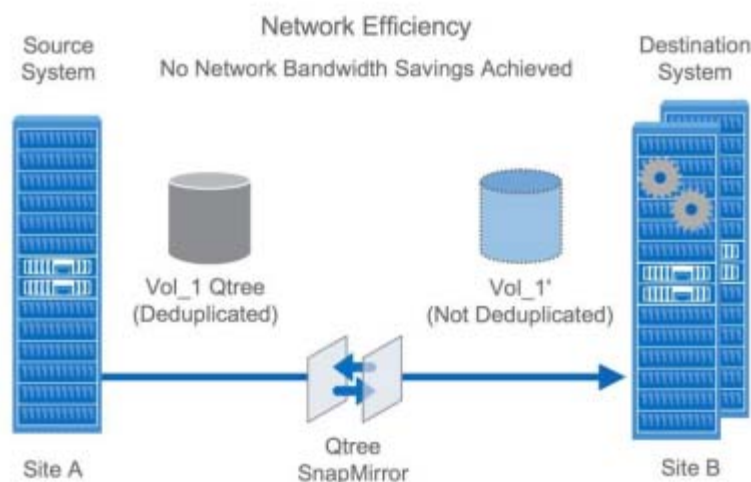 Network Efficiency
No Network Bandwidth Savings Achieved
Source
System
Destination
System
Vol_1 Qtree
(Deduplicated)
Vol_1'
(Not Deduplicated)
Qtree
SnapMirror
Site A
Site B